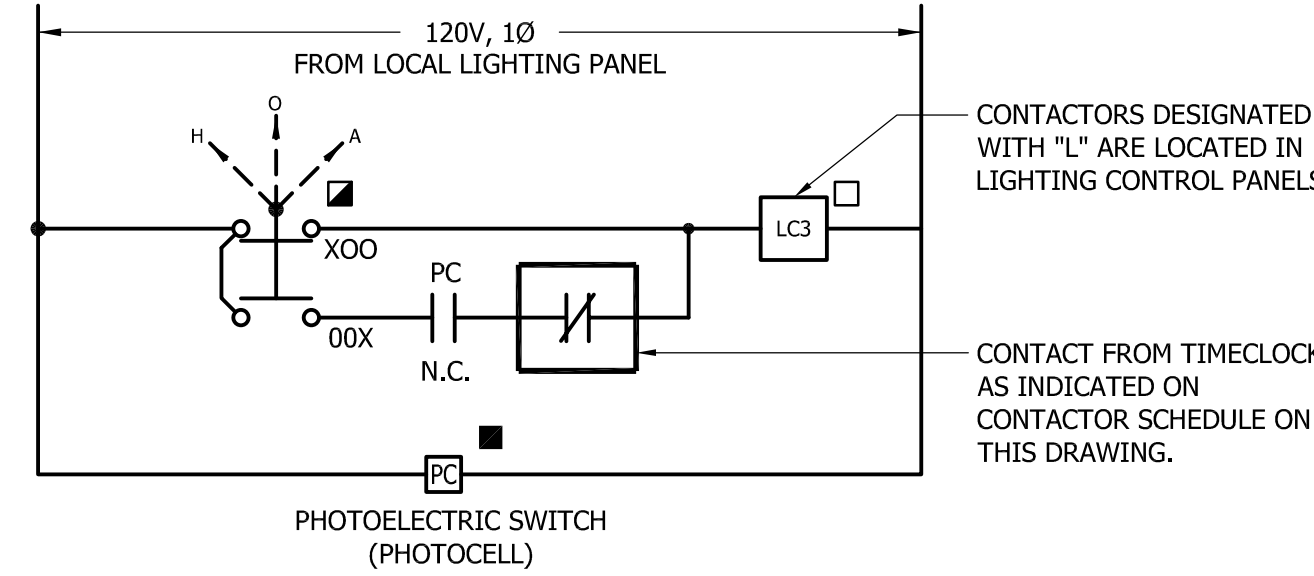 120V, 1Ø
FROM LOCAL LIGHTING PANEL
H
O
A
CONTACTORS DESIGNATED
WITH "L" ARE LOCATED IN
LIGHTING CONTROL PANELS
LC3
XOO
PC
00X
N.C.
CONTACT FROM TIMECLOCK
AS INDICATED ON
CONTACTOR SCHEDULE ON
THIS DRAWING.
PC
PHOTOELECTRIC SWITCH
(PHOTOCELL)